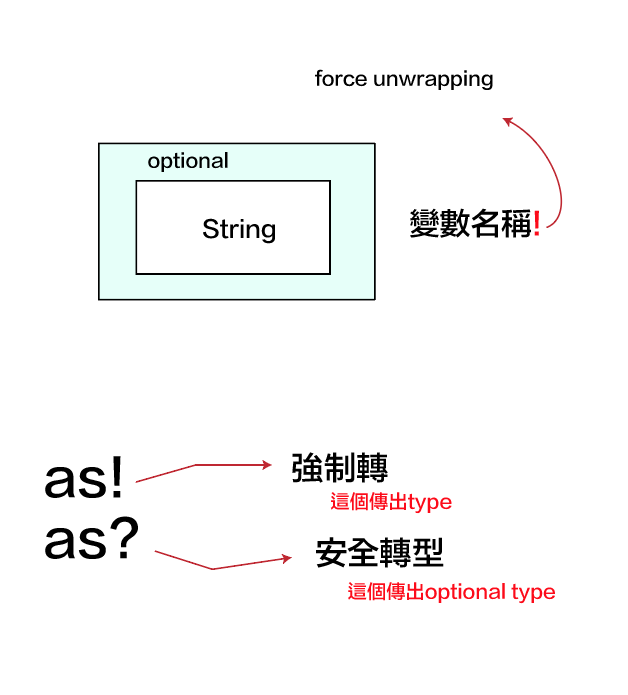 force unwrapping
optional
String
變數名稱!
as!
強制轉
這個傳出type
as?
安全轉型
這個傳出optional type